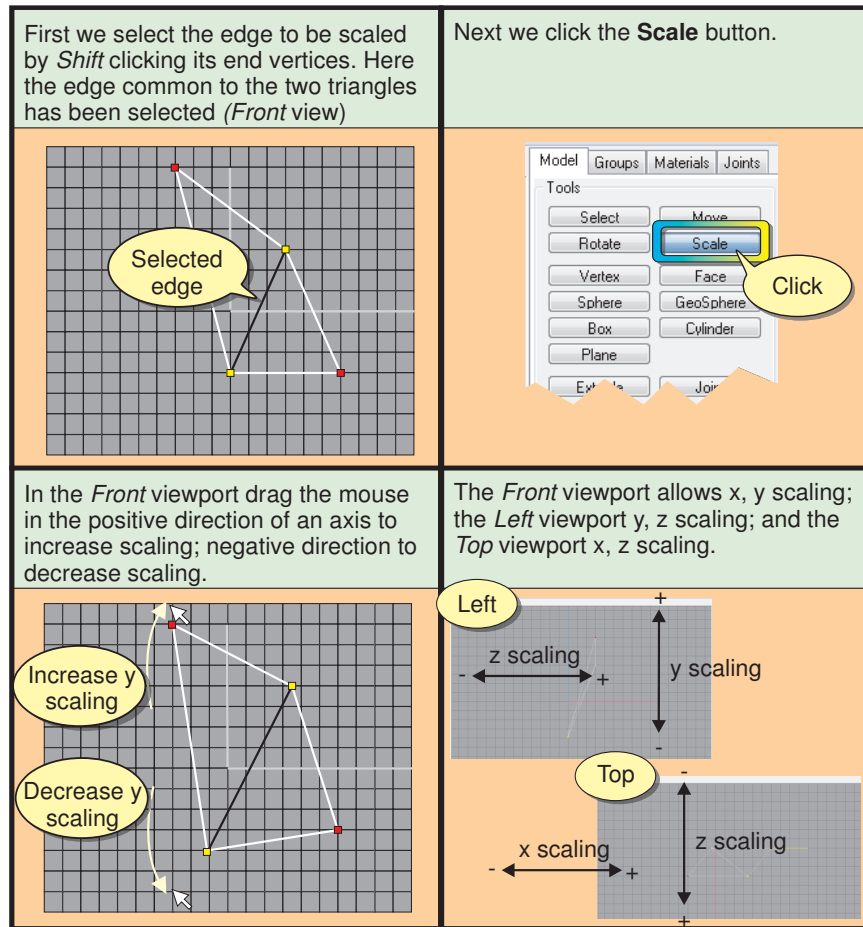 First we select the edge to be scaled
by Shift clicking its end vertices. Here
the edge common to the two triangles
has been selected (Front view)
Selected
edge
Next we click the Scale button.
Model Groups Materials Joints
Tools
Select Move
Rotate Scale
Vertex Face
Click
Sphere GeoSphere
Box Cylinder
Plane
In the Front viewport drag the mouse
in the positive direction of an axis to
increase scaling; negative direction to
decrease scaling.
Increase y
scaling
Decrease y
scaling
The Front viewport allows x, y scaling;
the Left viewport y, z scaling; and the
Top viewport x, z scaling.
Left
+
z scaling
- +
y scaling
-
Top
-
z scaling
x scaling
- +
+